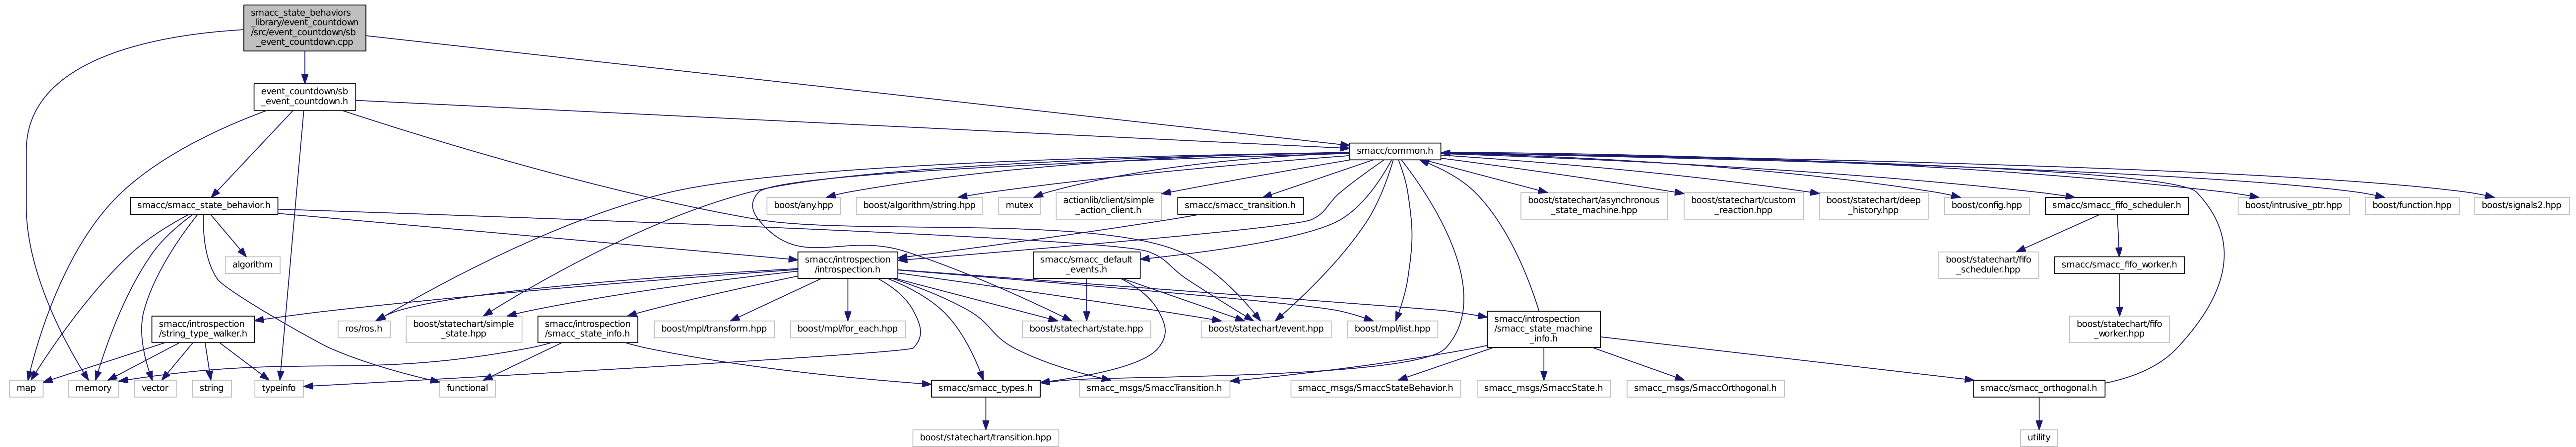 smacc_state_behaviors
_library/event_countdown
/src/event_countdown/sb
_event_countdown.cpp
event_countdown/sb
_event_countdown.h
smacc/common.h
smacc/smacc_state_behavior.h
boost/any.hpp
boost/algorithm/string.hpp
mutex
actionlib/client/simple
_action_client.h
smacc/smacc_transition.h
boost/statechart/asynchronous
_state_machine.hpp
boost/statechart/custom
_reaction.hpp
boost/statechart/deep
_history.hpp
boost/config.hpp
smacc/smacc_fifo_scheduler.h
boost/intrusive_ptr.hpp
boost/function.hpp
boost/signals2.hpp
algorithm
smacc/introspection
/introspection.h
smacc/smacc_default
_events.h
boost/statechart/fifo
_scheduler.hpp
smacc/smacc_fifo_worker.h
smacc/introspection
/string_type_walker.h
ros/ros.h
boost/statechart/simple
_state.hpp
smacc/introspection
/smacc_state_info.h
boost/mpl/transform.hpp
boost/mpl/for_each.hpp
boost/statechart/state.hpp
boost/statechart/event.hpp
boost/mpl/list.hpp
smacc/introspection
/smacc_state_machine
_info.h
boost/statechart/fifo
_worker.hpp
map
memory
vector
string
typeinfo
functional
smacc/smacc_types.h
smacc_msgs/SmaccTransition.h
smacc_msgs/SmaccStateBehavior.h
smacc_msgs/SmaccState.h
smacc_msgs/SmaccOrthogonal.h
smacc/smacc_orthogonal.h
boost/statechart/transition.hpp
utility